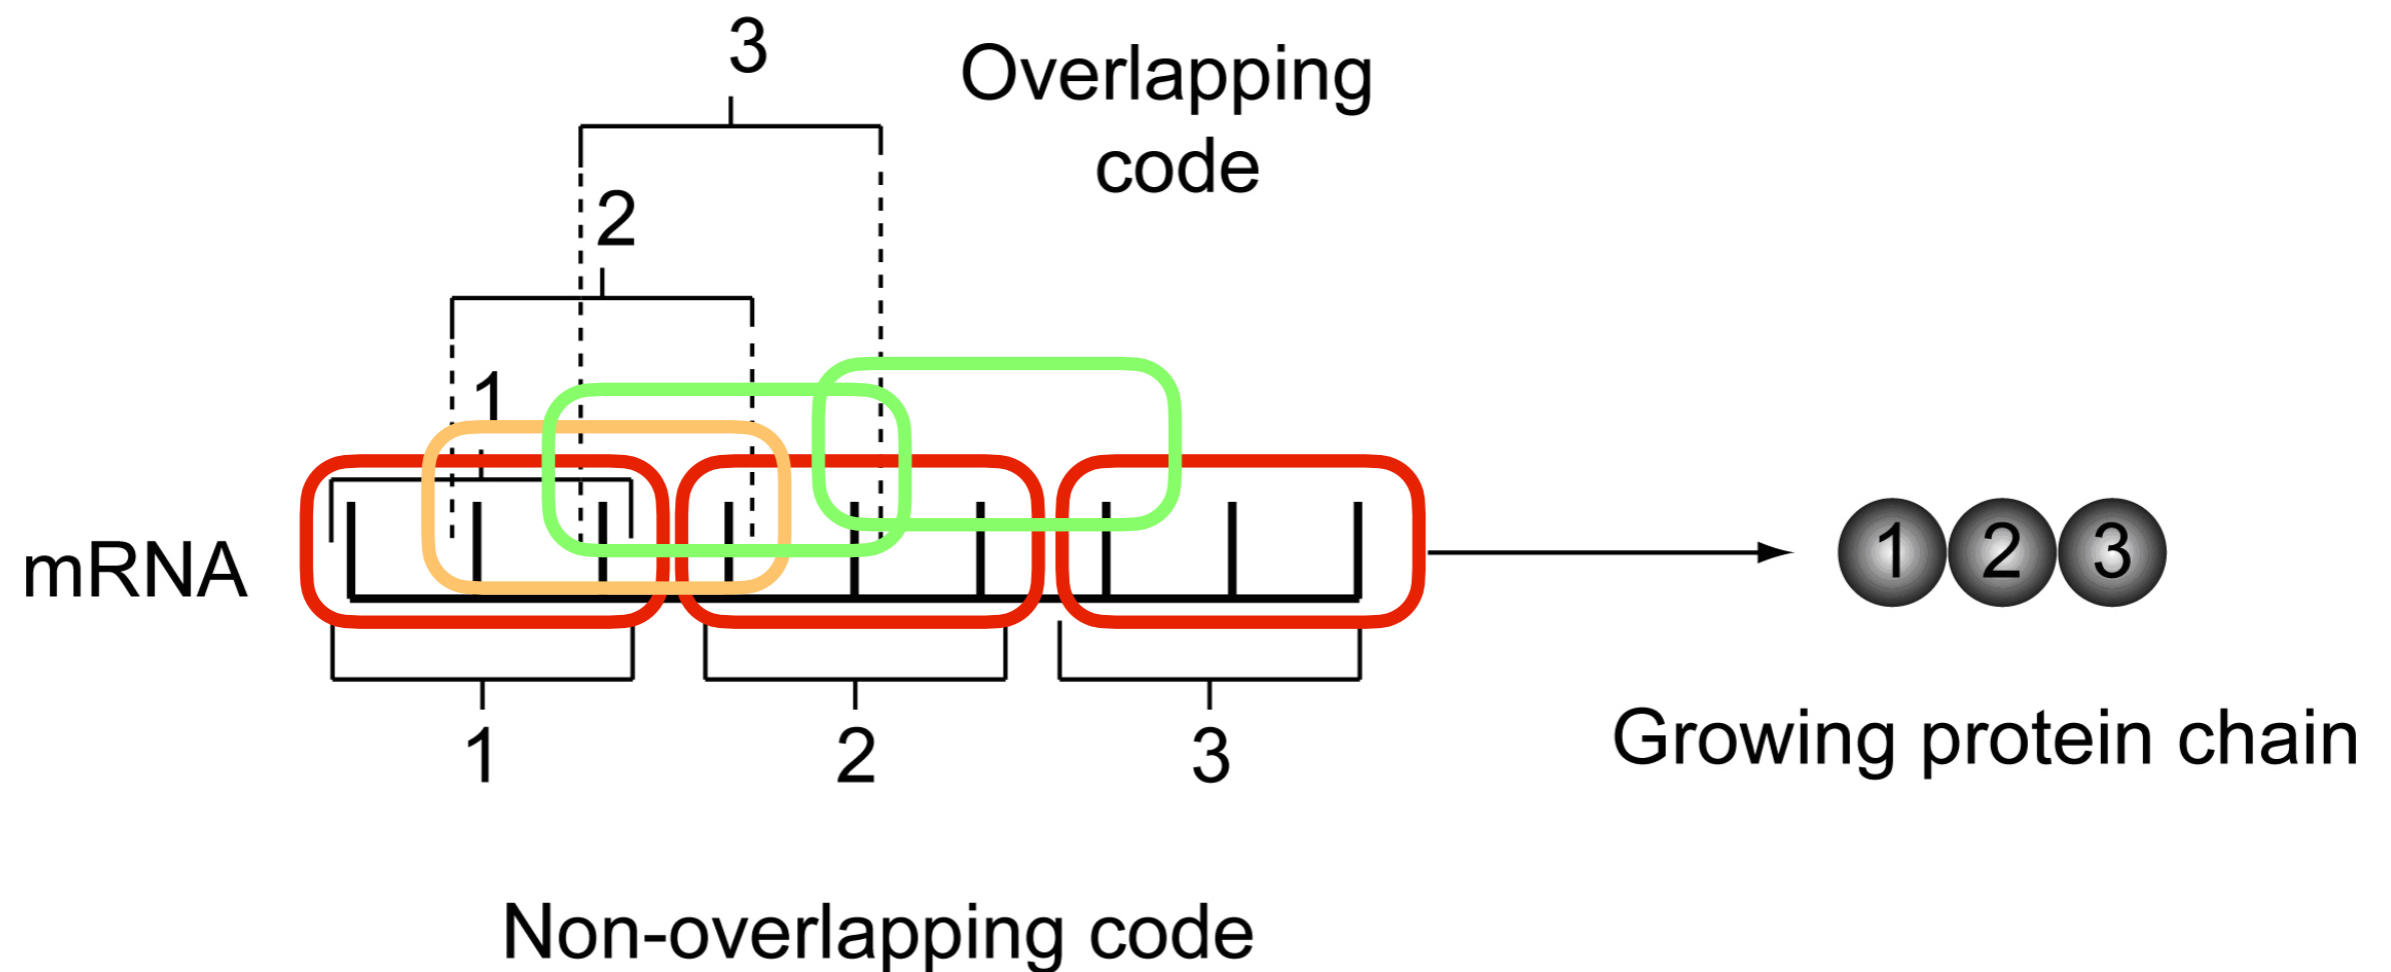 3
Overlapping
code
2
1
mRNA
1 2 3
1 2 3
Growing protein chain
Non-overlapping code